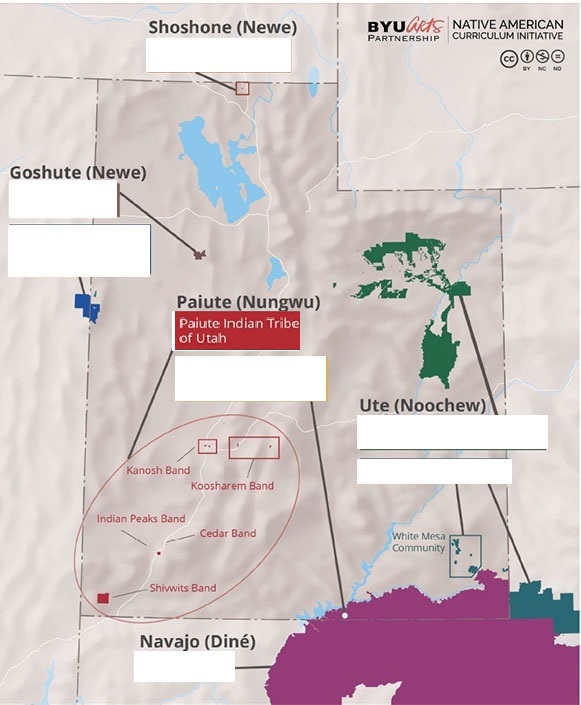 Shoshone (Newe)
BYU Arts
PARTNERSHIP
NATIVE AMERICAN
CURRICULUM INITIATIVE
CC
BY NC ND
Goshute (Newe)
Paiute (Nungwu)
Paiute Indian Tribe
of Utah
Ute (Noochew)
Kanosh Band
Koosharem Band
Indian Peaks Band
Cedar Band
White Mesa
Community
Shivwits Band
Navajo (Diné)